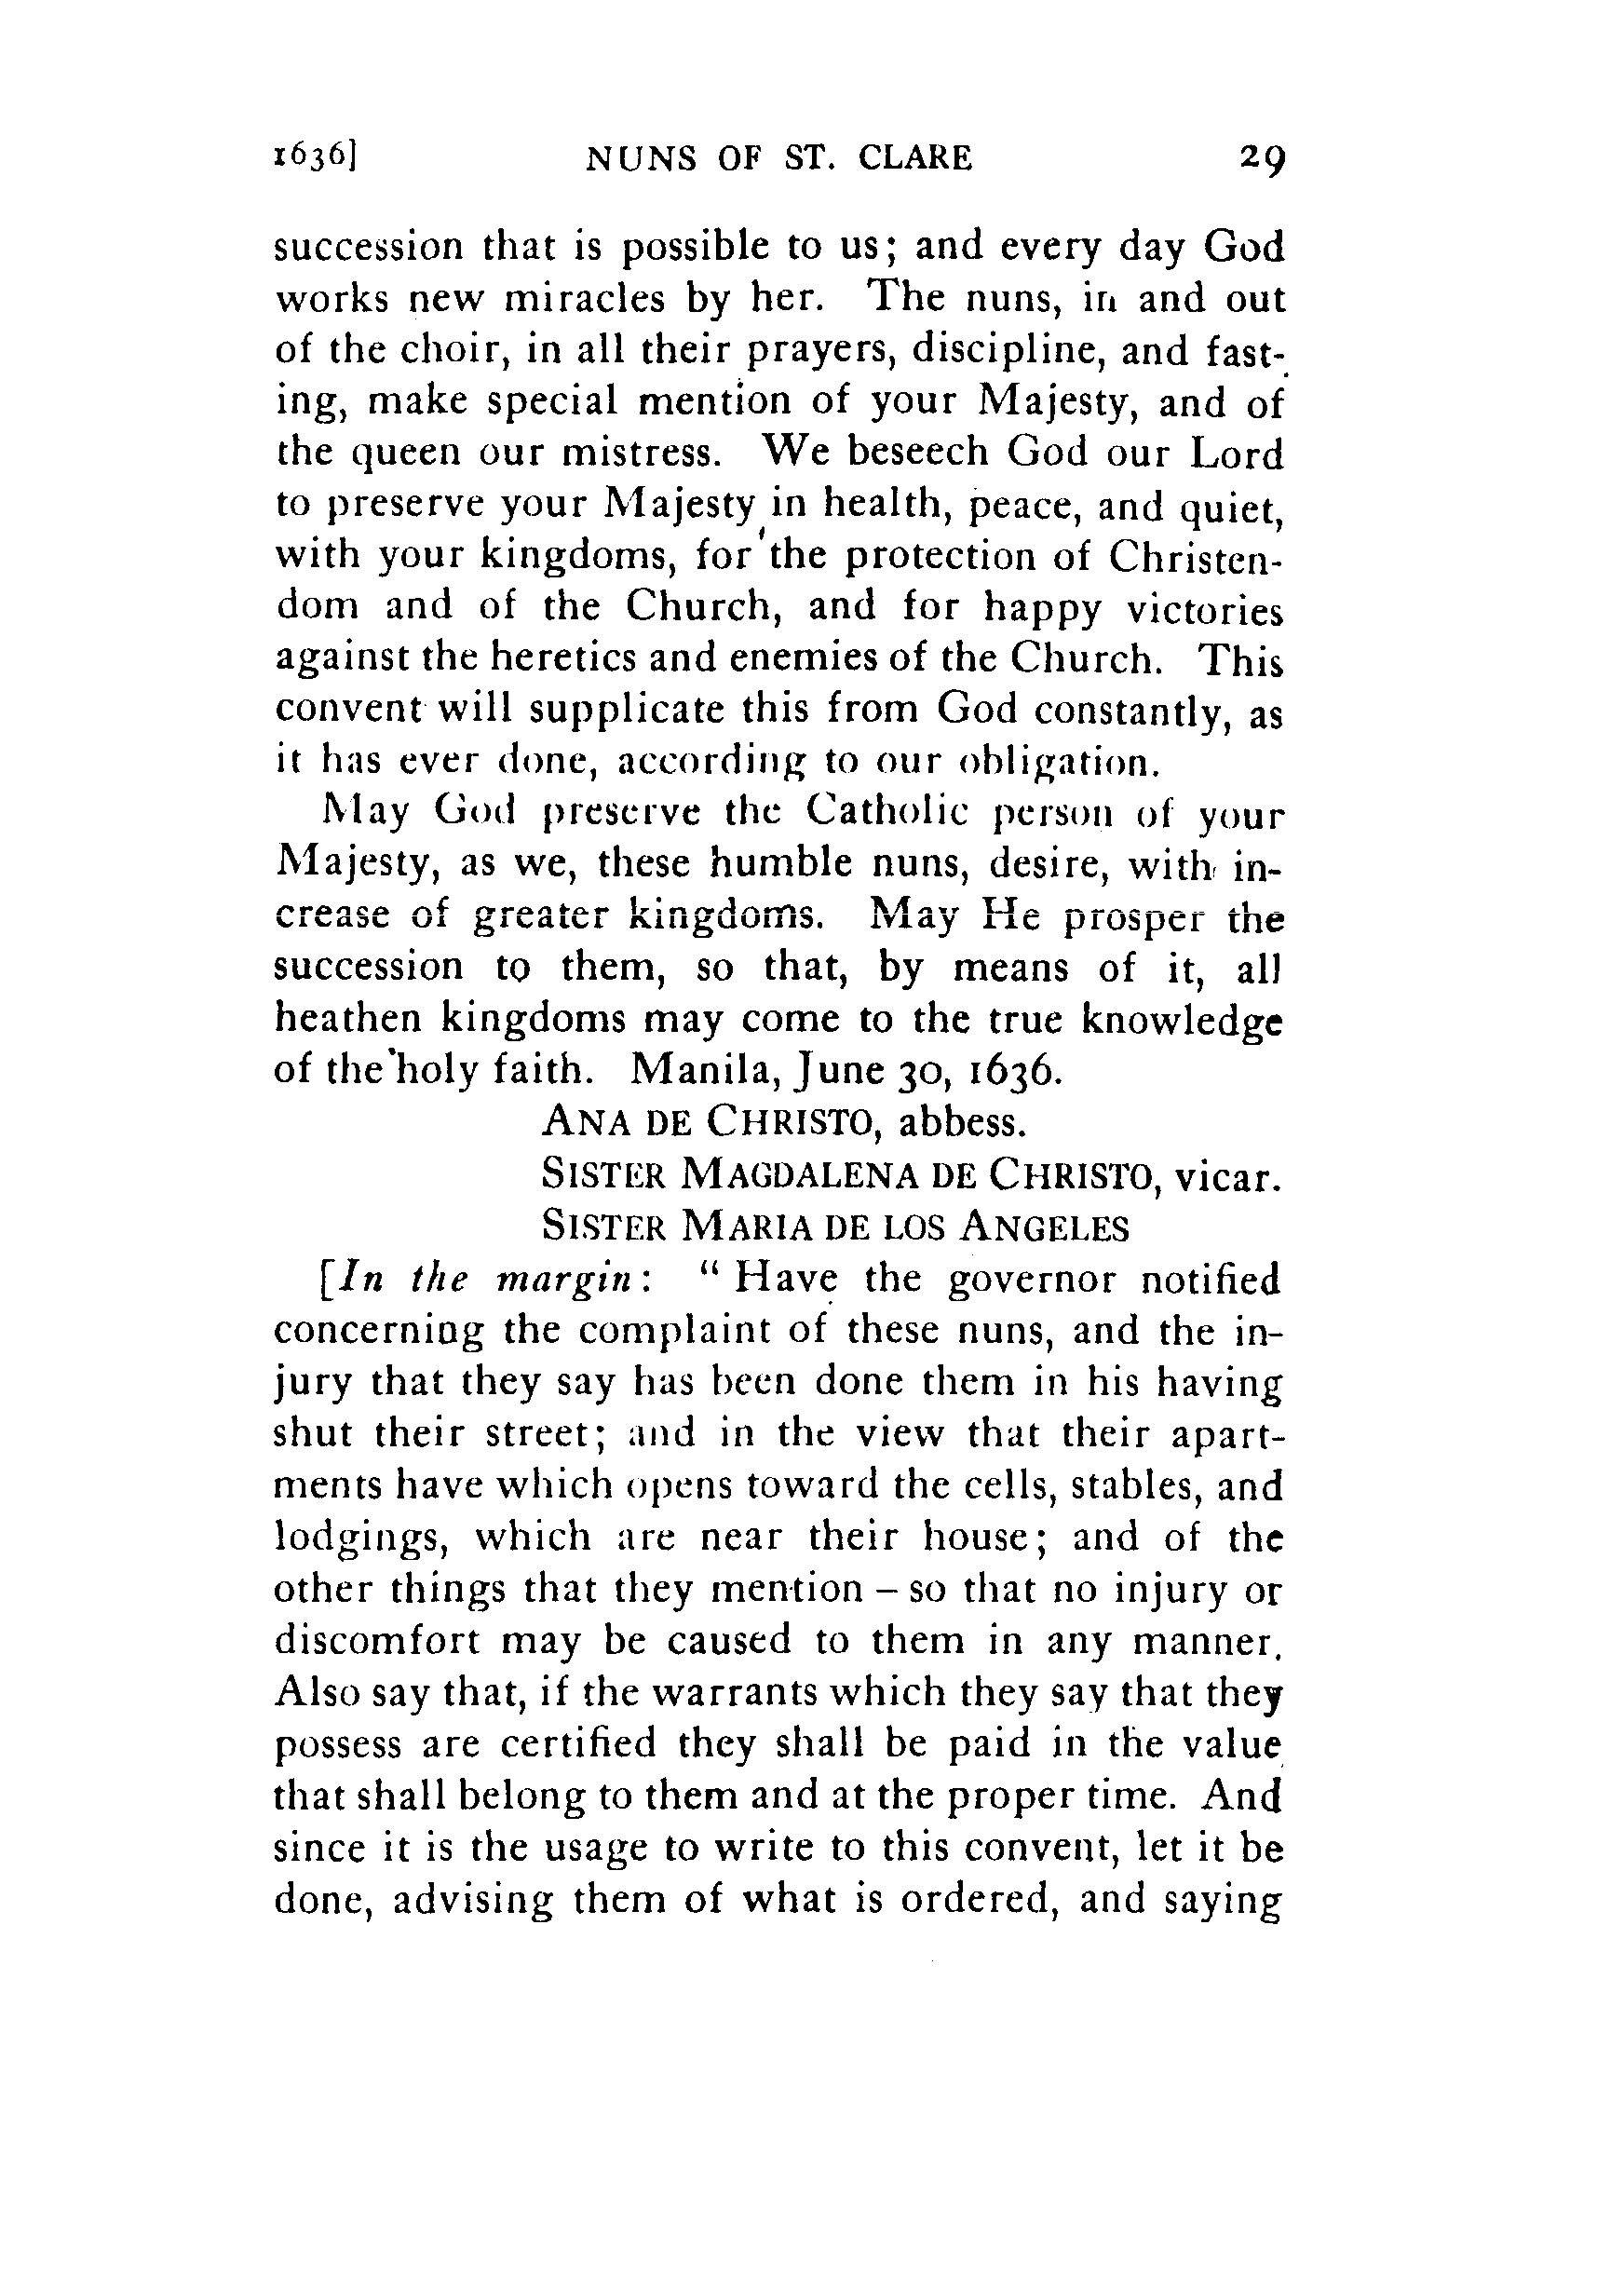 1636] NUNS OF ST. CLARE 29
succession that is possible to us; and every day God
works new miracles by her. The nuns, in and out
of the choir, in all their prayers, discipline, and fast-
ing, make special mention of your Majesty, and of
the queen our mistress. We beseech God our Lord
to preserve your Majesty in health, peace, and quiet,
with your kingdoms, for the protection of Christen-
dom and of the Church, and for happy victories
against the heretics and enemies of the Church. This
convent will supplicate this from God constantly, as
it has ever done, according to our obligation.
May God preserve the Catholic person of your
Majesty, as we, these humble nuns, desire, with in-
crease of greater kingdoms. May He prosper the
succession to them, so that, by means of it, all
heathen kingdoms may come to the true knowledge
of the holy faith. Manila, June 30, 1636.
ANA DE CHRISTO, abbess.
SISTER MAGDALENA DE CHRISTO, vicar.
SISTER MARIA DE LOS ANGELES
[In the margin: " Have the governor notified
concerning the complaint of these nuns, and the in-
jury that they say has been done them in his having
shut their street; and in the view that their apart-
ments have which opens toward the cells, stables, and
lodgings, which are near their house; and of the
other things that they mention – so that no injury or
discomfort may be caused to them in any manner.
Also say that, if the warrants which they say that they
possess are certified they shall be paid in the value
that shall belong to them and at the proper time. And
since it is the usage to write to this convent, let it be
done, advising them of what is ordered, and saying